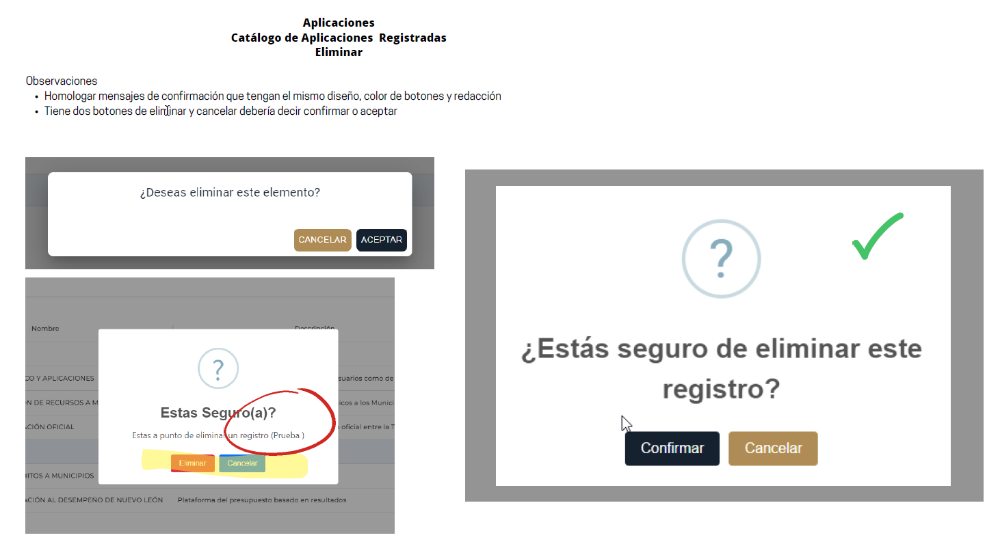 Aplicaciones
Catálogo de Aplicaciones Registradas
Eliminar
Observaciones
• Homologar mensajes de confirmación que tengan el mismo diseño, color de botones y redacción
• Tiene dos botones de eliminar y cancelar debería decir confirmar o aceptar
¿Deseas eliminar este elemento?
CANCELAR ACEPTAR
Nombre Descripción
CO Y APLICACIONES suarios como de
N DE RECURSOS A M icos a los Munici
ACIÓN OFICIAL oficial entre la T
DITOS A MUNICIPIOS
ACIÓN AL DESEMPEÑO DE NUEVO LEÓN Plataforma del presupuesto basado en resultados
?
Estas Seguro(a)?
Estas a punto de eliminar un registro (Prueba )
Eliminar Cancelar
?
¿Estás seguro de eliminar este
registro?
Confirmar Cancelar